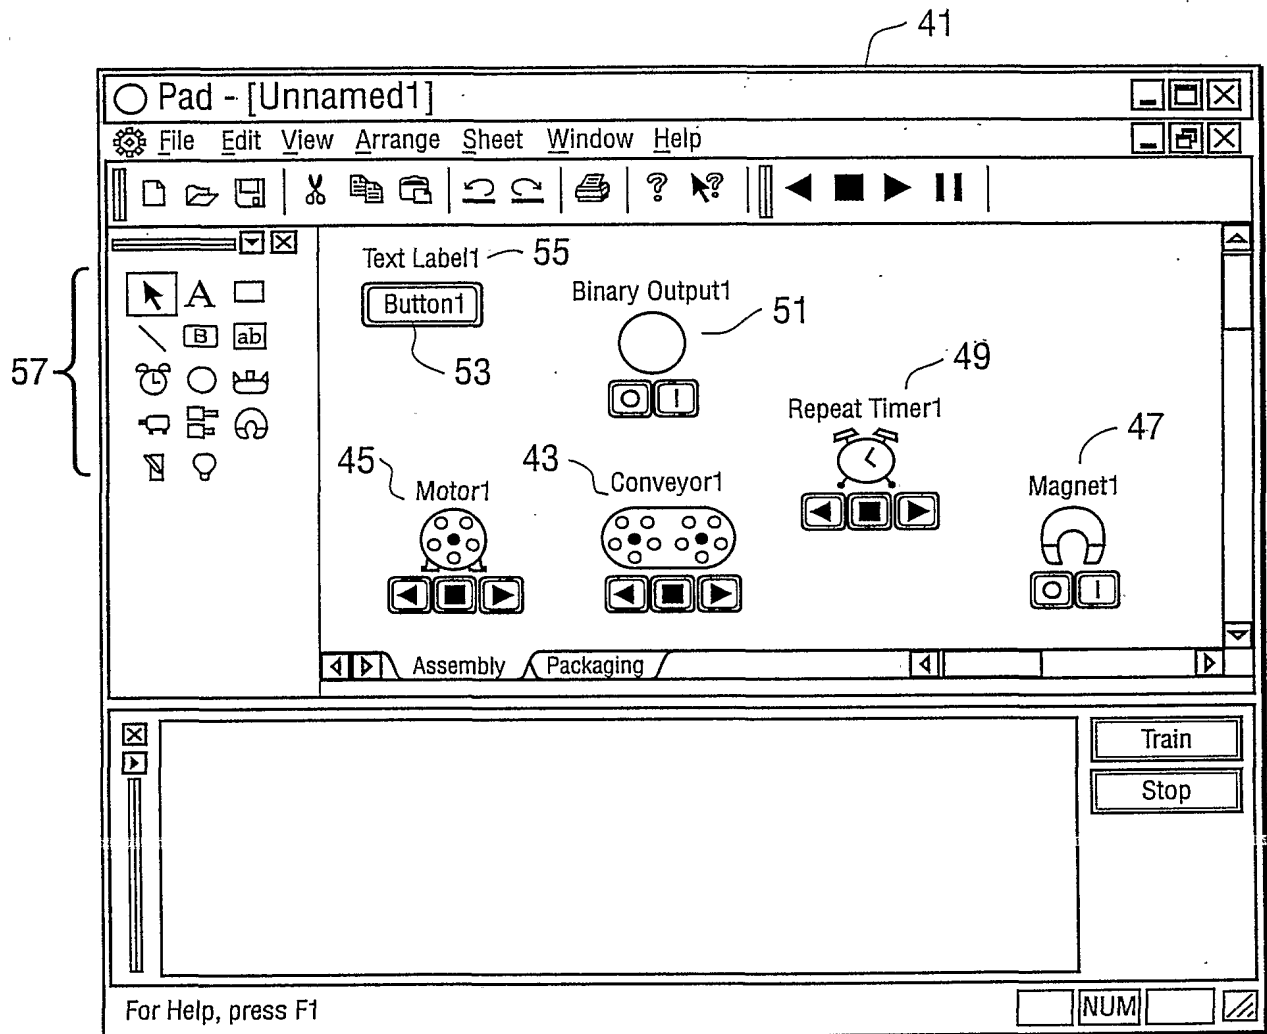 41
Pad - [Unnamed1]
File Edit View Arrange Sheet Window Help
Text Label1 55
Button1
53
Binary Output1
51
57
A
B ab
49
Repeat Timer1
47
Magnet1
45
Motor1
43
Conveyor1
Assembly Packaging
Train
Stop
For Help, press F1
NUM